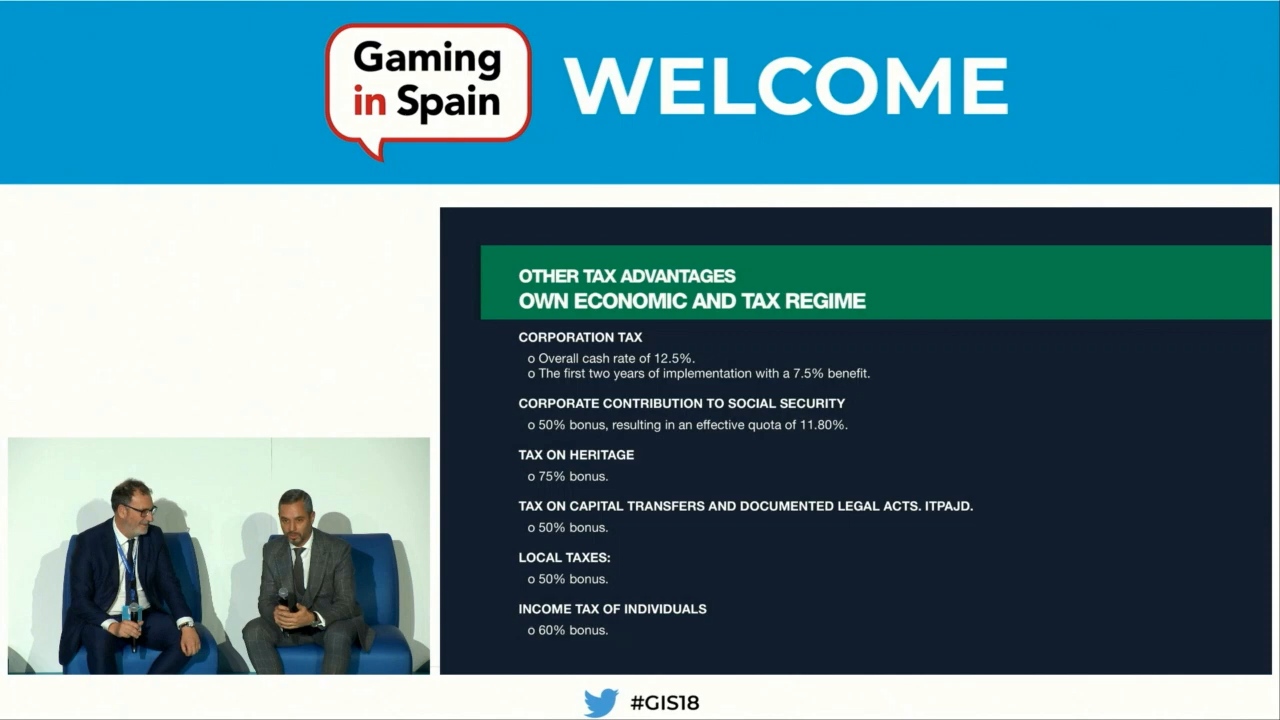 Gaming
in Spain
WELCOME
OTHER TAX ADVANTAGES
OWN ECONOMIC AND TAX REGIME
CORPORATION TAX
o Overall cash rate of 12.5%.
o The first two years of implementation with a 7.5% benefit.
CORPORATE CONTRIBUTION TO SOCIAL SECURITY
o 50% bonus, resulting in an effective quota of 11.80%.
TAX ON HERITAGE
o 75% bonus.
TAX ON CAPITAL TRANSFERS AND DOCUMENTED LEGAL ACTS. ITPAJD.
o 50% bonus.
LOCAL TAXES:
o 50% bonus.
INCOME TAX OF INDIVIDUALS
o 60% bonus.
#GIS18